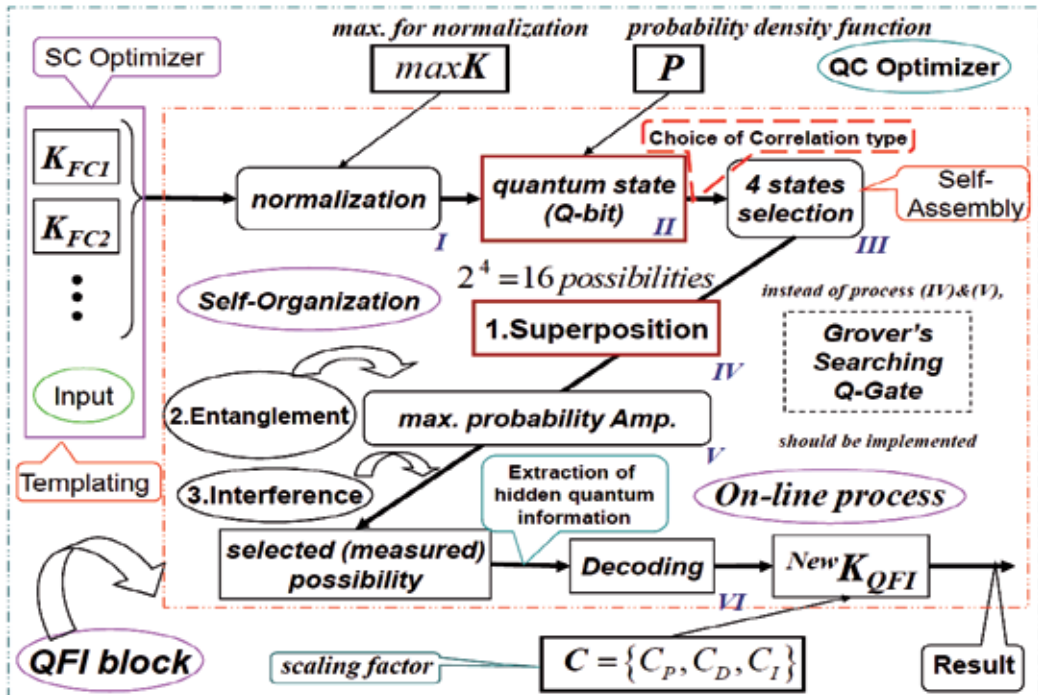 max. for normalization
probability density function
SC Optimizer
maxK
P
QC Optimizer
Choice of Correlation type
K_FC1
normalization
I
quantum state
(Q-bit)
II
4 states
selection
III
Self-
Assembly
K_FC2
2^4 = 16 possibilities
Self-Organization
instead of process (IV)&(V),
1.Superposition
IV
Grover's
Searching
Q-Gate
Input
2.Entanglement
max. probability Amp.
V
should be implemented
Templating
3.Interference
Extraction of
hidden quantum
information
On-line process
selected (measured)
possibility
Decoding
VI
New K_QFI
QFI block
scaling factor
C = {C_P, C_D, C_I}
Result